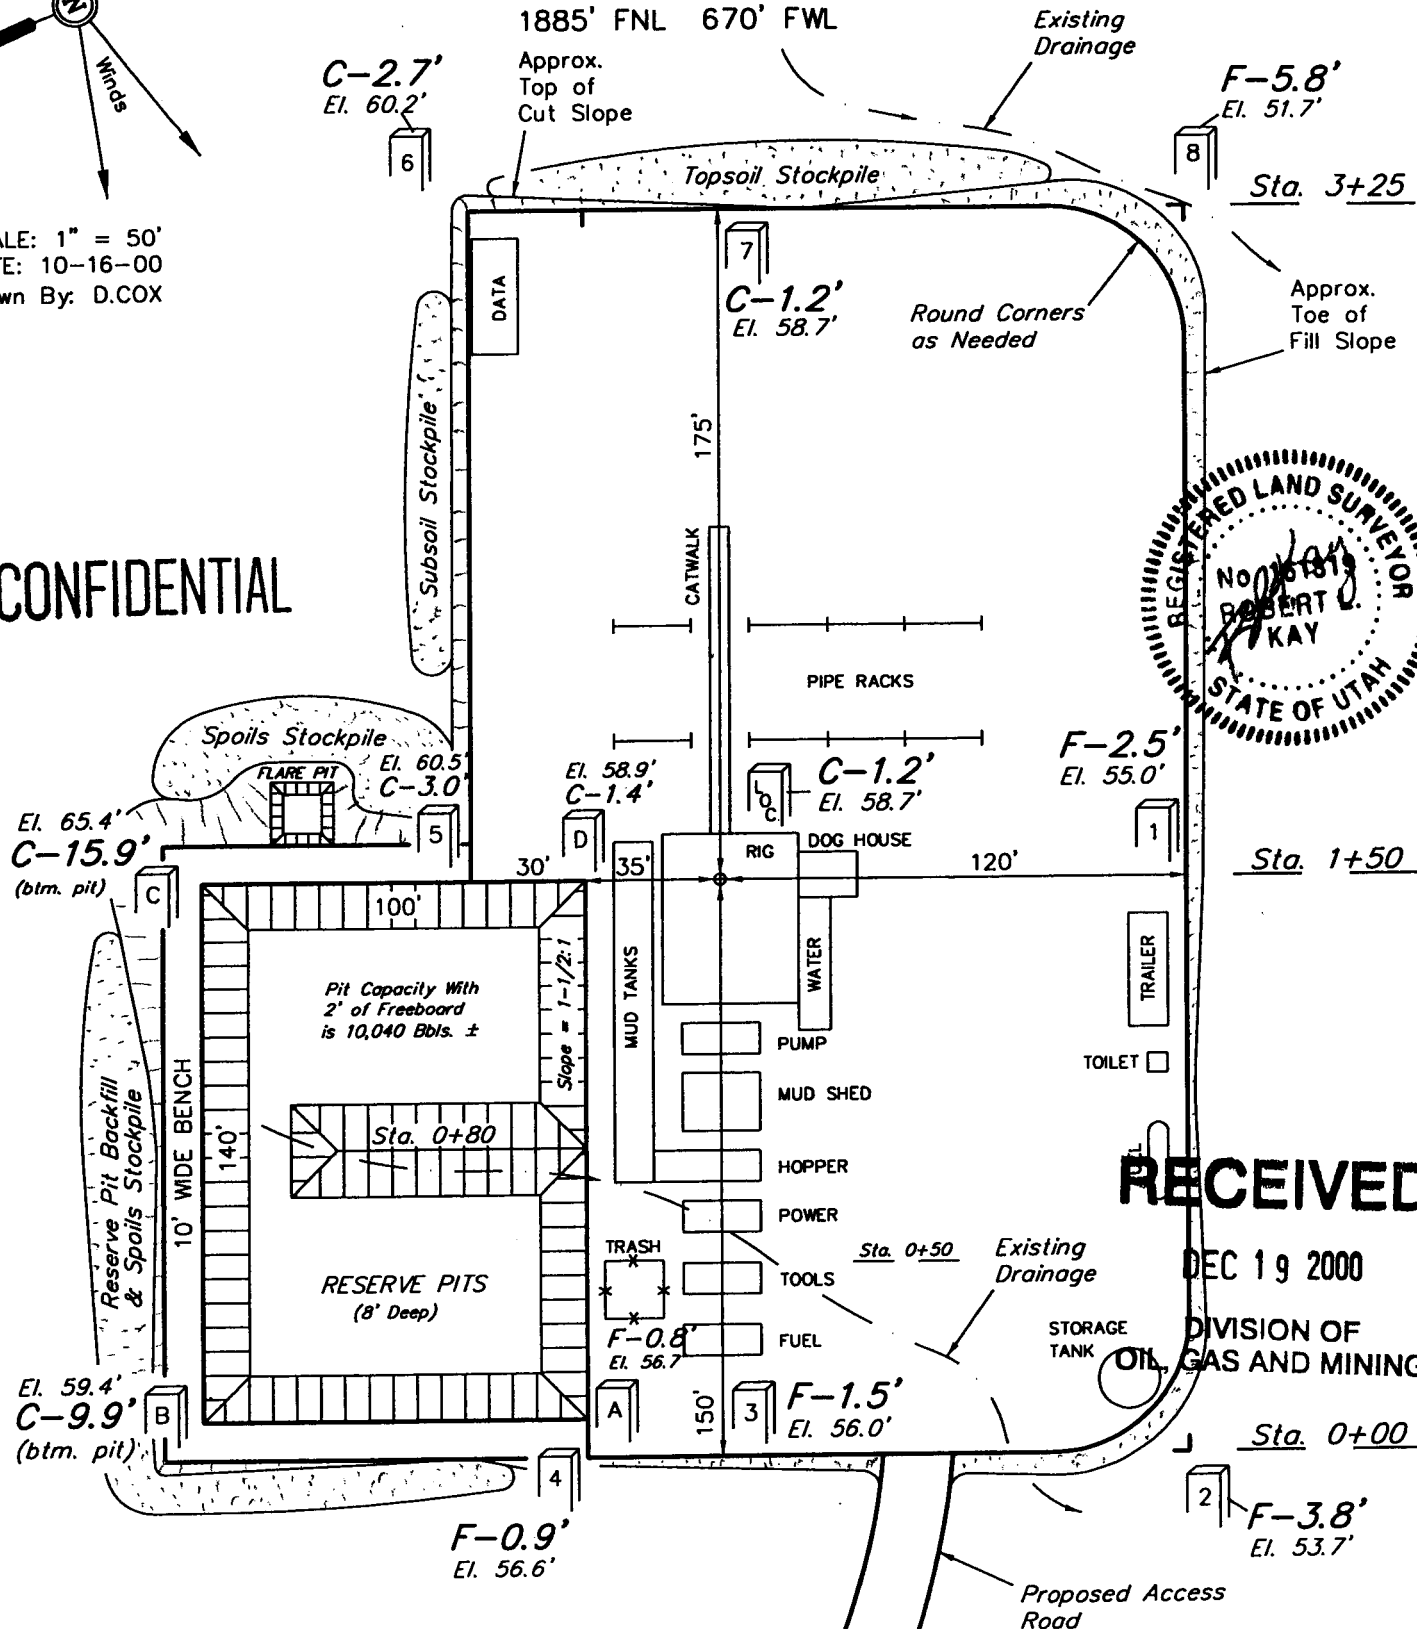 N
Winds
1885' FNL 670' FWL
Existing
Drainage
C-2.7'
El. 60.2'
6
Approx.
Top of
Cut Slope
F-5.8'
El. 51.7'
8
Topsoil Stockpile
Sta. 3+25
ALE: 1" = 50'
TE: 10-16-00
wn By: D.COX
DATA
7
C-1.2'
El. 58.7'
Round Corners
as Needed
Approx.
Toe of
Fill Slope
175'
Subsoil Stockpile
CATWALK
CONFIDENTIAL
REGISTERED LAND SURVEYOR
No. 161319
ROBERT L.
KAY
STATE OF UTAH
PIPE RACKS
Spoils Stockpile
FLARE PIT
El. 60.5'
C-3.0'
5
El. 58.9'
C-1.4'
D
LOC.
C-1.2'
El. 58.7'
F-2.5'
El. 55.0'
1
El. 65.4'
C-15.9'
(btm. pit)
C
RIG
DOG HOUSE
30'
35'
120'
Sta. 1+50
100'
Pit Capacity With
2' of Freeboard
is 10,040 Bbls. ±
Slope = 1-1/2:1
MUD TANKS
WATER
TRAILER
PUMP
TOILET
MUD SHED
Reserve Pit Backfill
& Spoils Stockpile
10' WIDE BENCH
140'
Sta. 0+80
HOPPER
POWER
RECEIVED
DEC 19 2000
DIVISION OF
OIL, GAS AND MINING
TRASH
Sta. 0+50
Existing
Drainage
TOOLS
RESERVE PITS
(8' Deep)
F-0.8'
El. 56.7'
FUEL
STORAGE
TANK
El. 59.4'
C-9.9'
(btm. pit)
B
A
150'
3
F-1.5'
El. 56.0'
Sta. 0+00
4
F-0.9'
El. 56.6'
2
F-3.8'
El. 53.7'
Proposed Access
Road